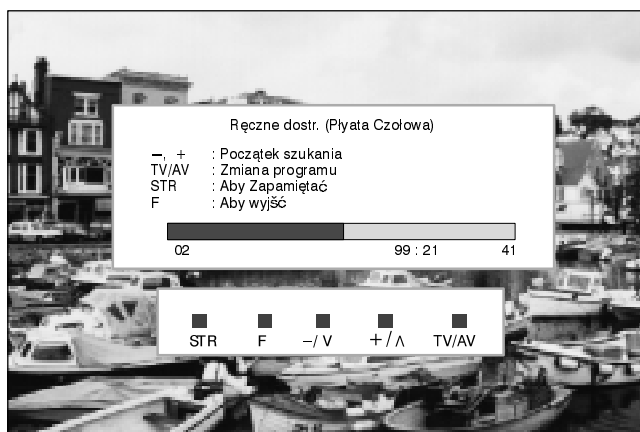 Ręczne dostr. (Płyata Czołowa)
–, + : Początek szukania
TV/AV : Zmiana programu
STR : Aby Zapamiętać
F : Aby wyjść
02 99 : 21 41
STR F –/ V + / Λ TV/AV